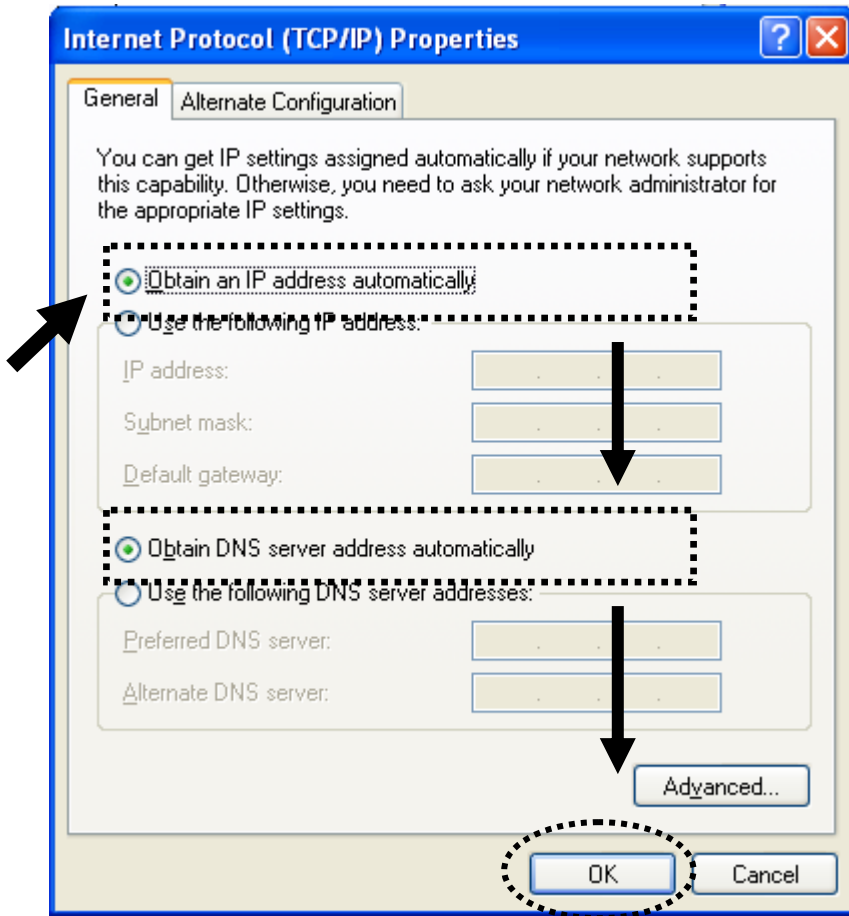 Internet Protocol (TCP/IP) Properties
General
Alternate Configuration
You can get IP settings assigned automatically if your network supports
this capability. Otherwise, you need to ask your network administrator for
the appropriate IP settings.
Obtain an IP address automatically
Use the following IP address:
IP address:
Subnet mask:
Default gateway:
Obtain DNS server address automatically
Use the following DNS server addresses:
Preferred DNS server:
Alternate DNS server:
Advanced...
OK
Cancel